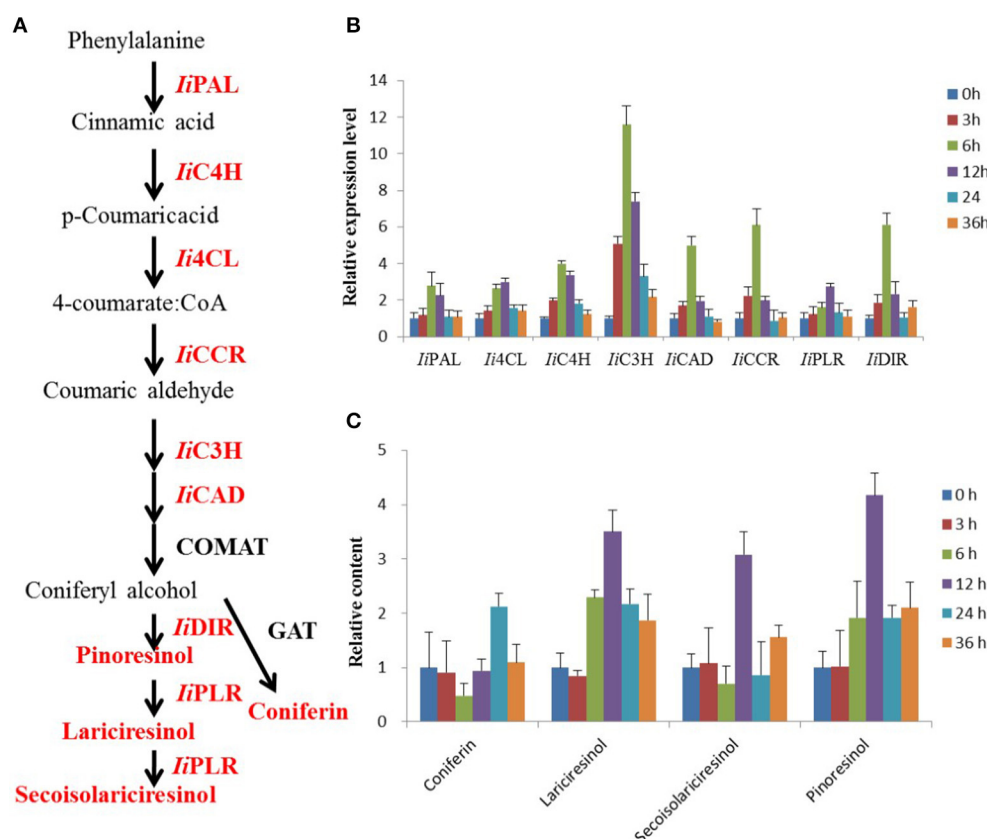 A
Phenylalanine
IiPAL
Cinnamic acid
IiC4H
p-Coumaricacid
Ii4CL
4-coumarate:CoA
IiCCR
Coumaric aldehyde
IiC3H
IiCAD
COMAT
Coniferyl alcohol
IiDIR
GAT
Pinoresinol
IiPLR
Coniferin
Lariciresinol
IiPLR
Secoisolariciresinol
B
Relative expression level
14
12
10
8
6
4
2
0
IiPAL
Ii4CL
IiC4H
IiC3H
IiCAD
IiCCR
IiPLR
IiDIR
0h
3h
6h
12h
24
36h
C
Relative content
5
4
3
2
1
0
Coniferin
Lariciresinol
Secoisolariciresinol
Pinoresinol
0 h
3 h
6 h
12 h
24 h
36 h